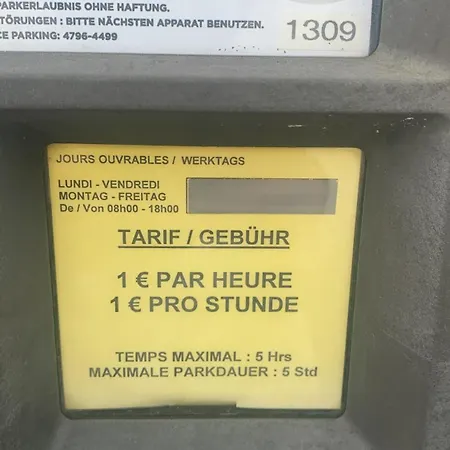 PARKERLAUBNIS OHNE HAFTUNG.
STÖRUNGEN : BITTE NÄCHSTEN APPARAT BENUTZEN.
CE PARKING: 4796-4499
1309
JOURS OUVRABLES / WERKTAGS
LUNDI - VENDREDI
MONTAG - FREITAG
De / Von 08h00 - 18h00
TARIF / GEBÜHR
1 € PAR HEURE
1 € PRO STUNDE
TEMPS MAXIMAL : 5 Hrs
MAXIMALE PARKDAUER : 5 Std